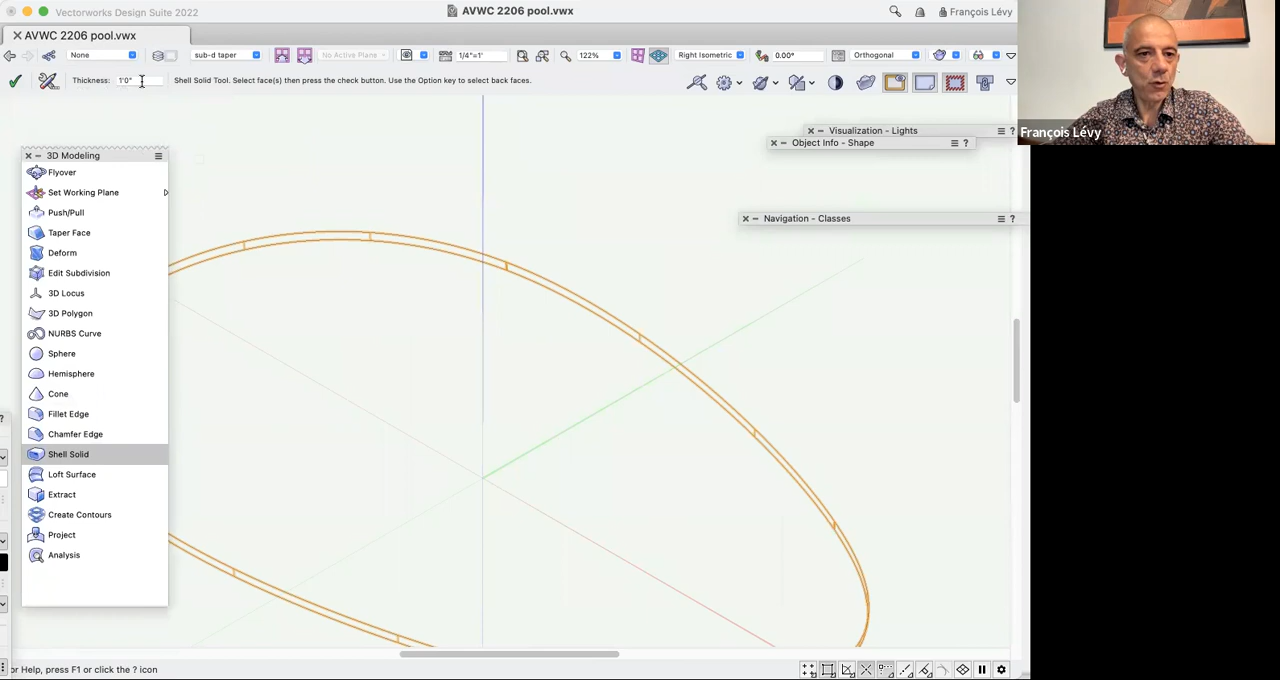 Vectorworks Design Suite 2022
AVWC 2206 pool.vwx
François Lévy
AVWC 2206 pool.vwx
None
sub-d taper
No Active Plane
1/4"=1'
122%
Right Isometric
0.00°
Orthogonal
Thickness: 1'0"
Shell Solid Tool. Select face(s) then press the check button. Use the Option key to select back faces.
François Lévy
Visualization - Lights
?
Object Info - Shape
?
Navigation - Classes
?
3D Modeling
Flyover
Set Working Plane
Push/Pull
Taper Face
Deform
Edit Subdivision
3D Locus
3D Polygon
NURBS Curve
Sphere
Hemisphere
Cone
Fillet Edge
Chamfer Edge
Shell Solid
Loft Surface
Extract
Create Contours
Project
Analysis
?
or Help, press F1 or click the ? icon